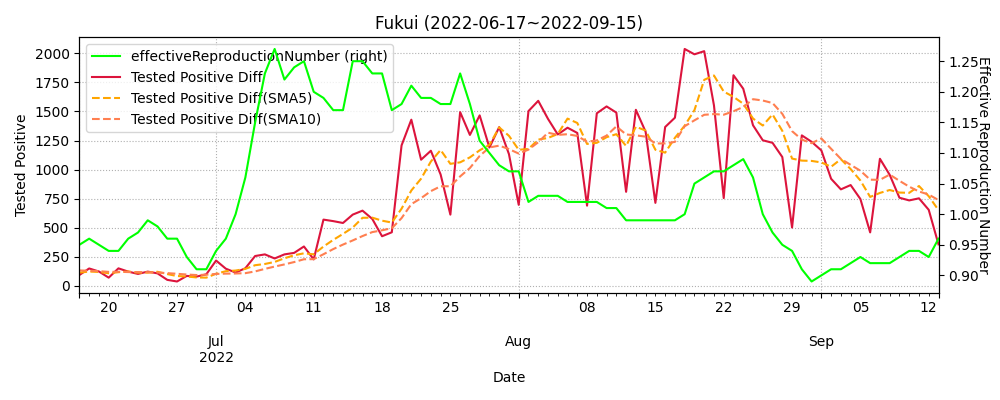 Fukui (2022-06-17~2022-09-15)
effectiveReproductionNumber (right)
Tested Positive Diff
Tested Positive Diff(SMA5)
Tested Positive Diff(SMA10)
Tested Positive
2000
1750
1500
1250
1000
750
500
250
0
1.25
1.20
1.15
1.10
1.05
1.00
0.95
0.90
Effective Reproduction Number
20 27 04 11 18 25 08 15 22 29 05 12
Jul Aug Sep
2022
Date